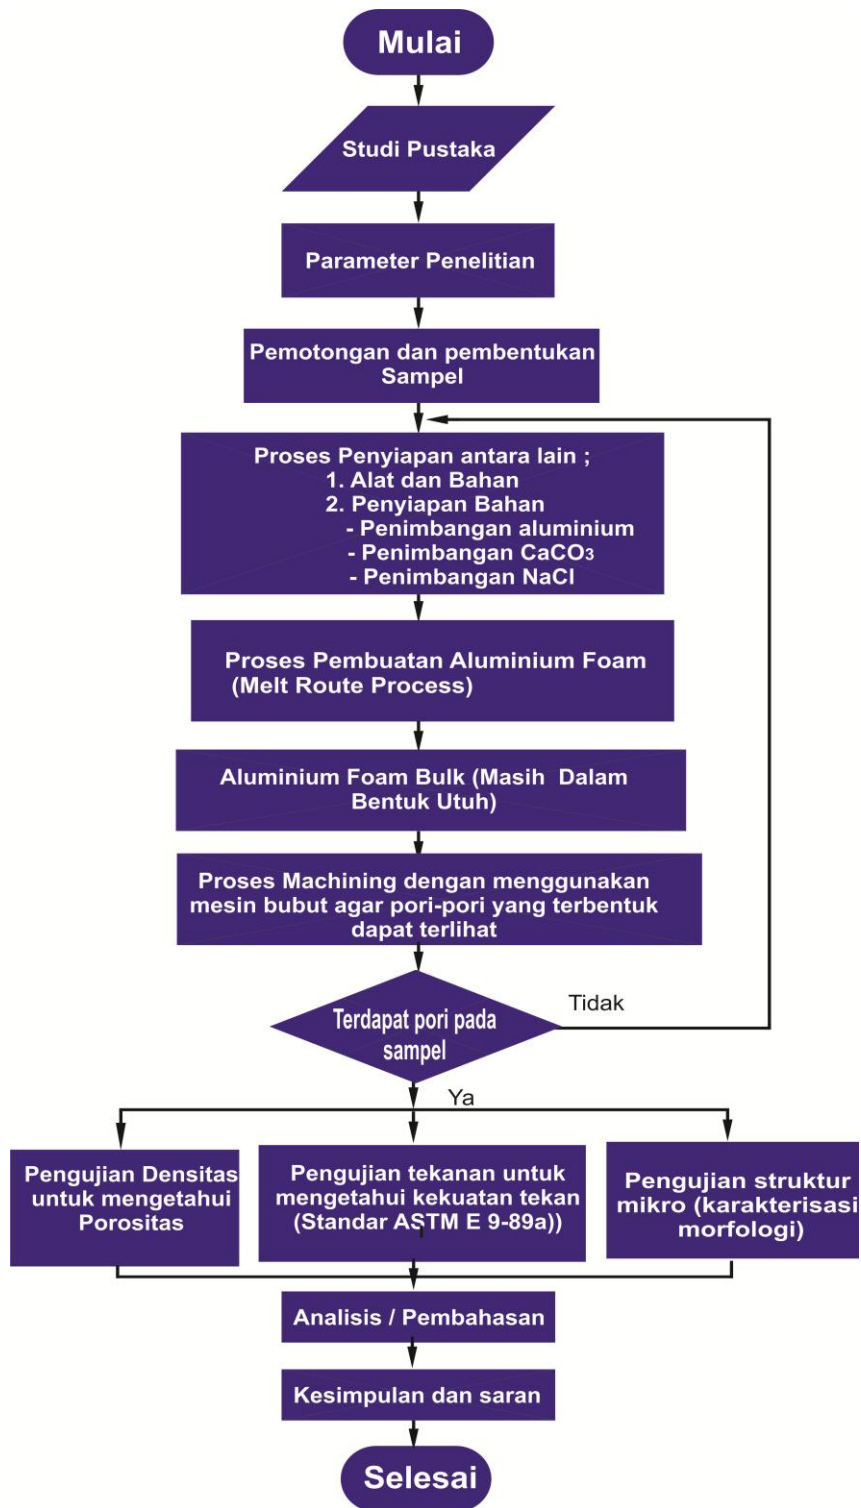 Mulai
Studi Pustaka
Parameter Penelitian
Pemotongan dan pembentukan
Sampel
Proses Penyiapan antara lain ;
1. Alat dan Bahan
2. Penyiapan Bahan
- Penimbangan aluminium
- Penimbangan CaCO₃
- Penimbangan NaCl
Proses Pembuatan Aluminium Foam
(Melt Route Process)
Aluminium Foam Bulk (Masih Dalam
Bentuk Utuh)
Proses Machining dengan menggunakan
mesin bubut agar pori-pori yang terbentuk
dapat terlihat
Terdapat pori pada
sampel
Tidak
Ya
Pengujian Densitas
untuk mengetahui
Porositas
Pengujian tekanan untuk
mengetahui kekuatan tekan
(Standar ASTM E 9-89a))
Pengujian struktur
mikro (karakterisasi
morfologi)
Analisis / Pembahasan
Kesimpulan dan saran
Selesai